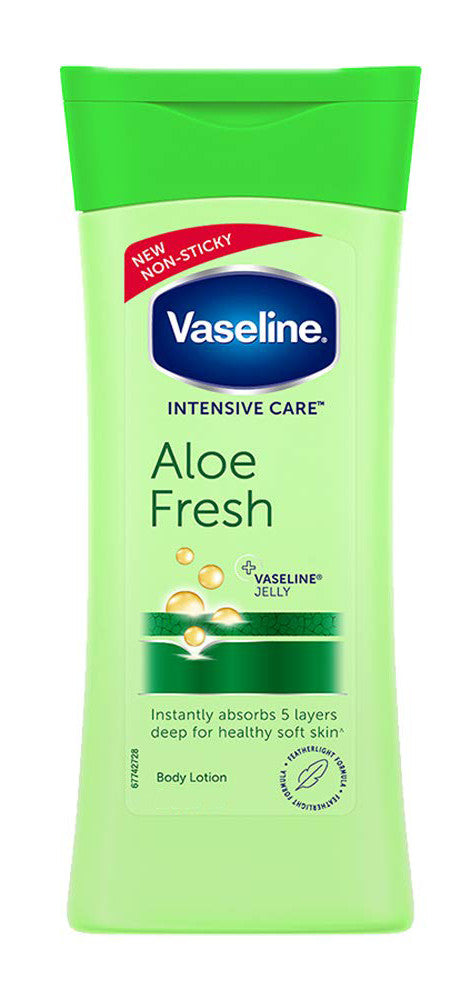 NEW
NON-STICKY
Vaseline®
INTENSIVE CARE™
Aloe
Fresh
VASELINE®
JELLY
Instantly absorbs 5 layers
deep for healthy soft skin^
67742728
Body Lotion
FEATHERLIGHT FORMULA • FEATHERLIGHT FORMULA •